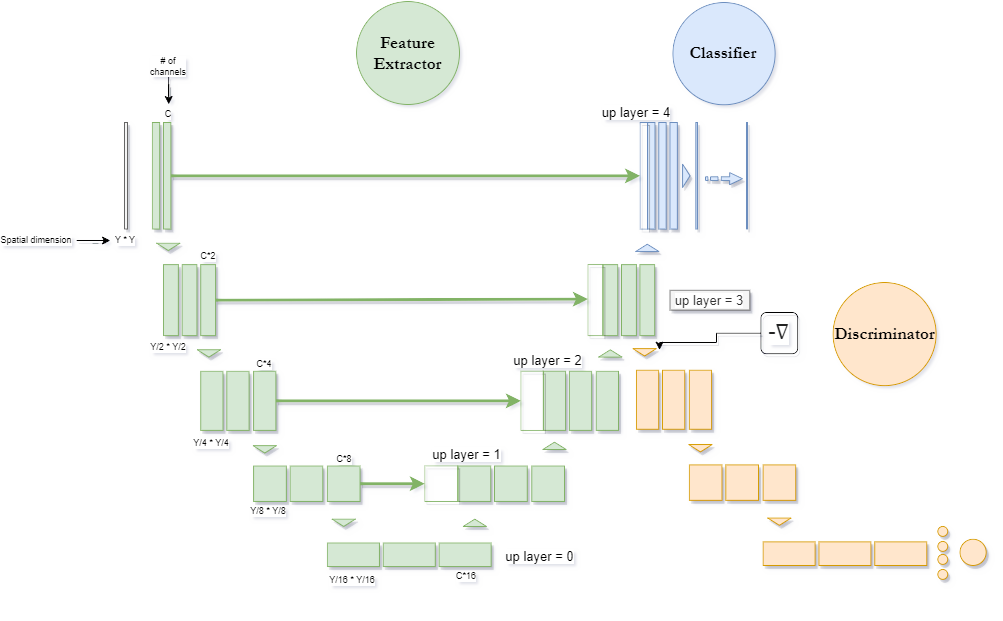 Feature
Extractor
Classifier
# of
channels
C
up layer = 4
Spatial dimension
Y * Y
C*2
up layer = 3
-∇
Discriminator
Y/2 * Y/2
C*4
up layer = 2
Y/4 * Y/4
C*8
up layer = 1
Y/8 * Y/8
up layer = 0
Y/16 * Y/16
C*16